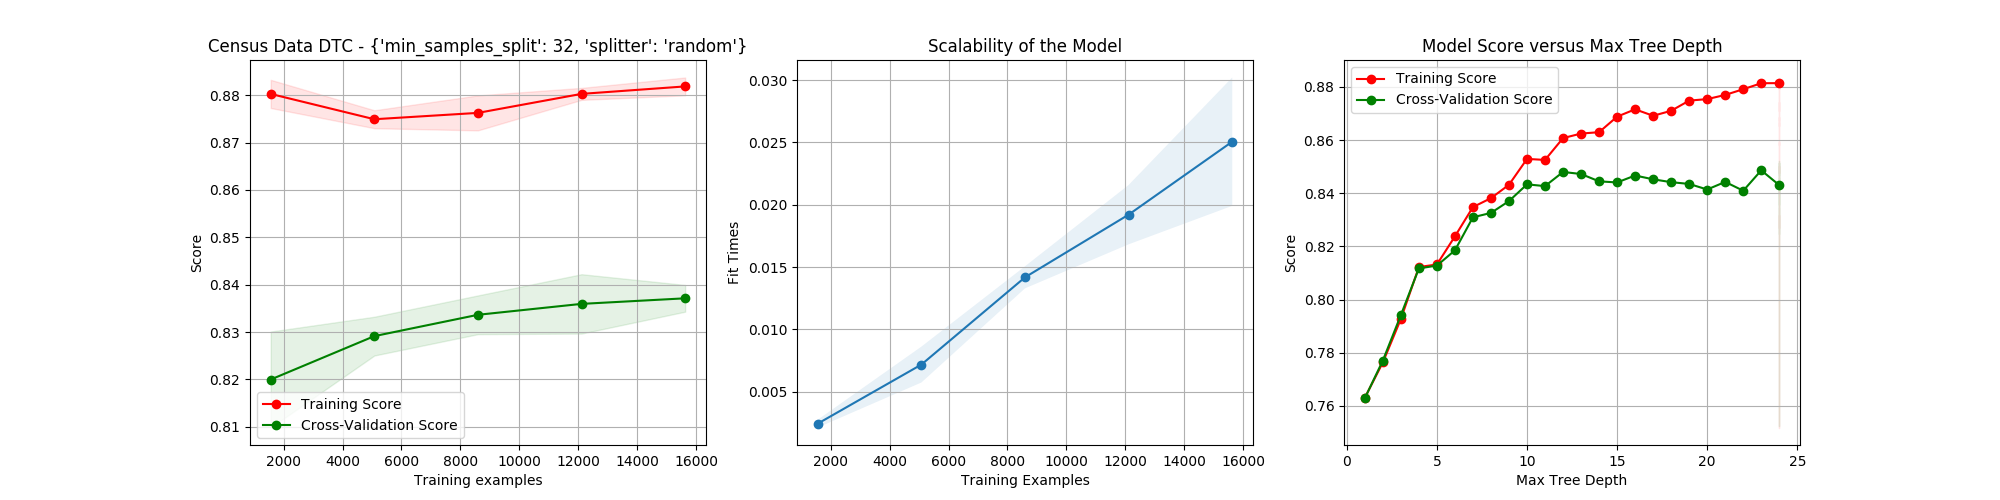 Census Data DTC - {'min_samples_split': 32, 'splitter': 'random'}
Score
0.88
0.87
0.86
0.85
0.84
0.83
0.82
0.81
Training Score
Cross-Validation Score
2000 4000 6000 8000 10000 12000 14000 16000
Training examples
Scalability of the Model
Fit Times
0.030
0.025
0.020
0.015
0.010
0.005
2000 4000 6000 8000 10000 12000 14000 16000
Training Examples
Model Score versus Max Tree Depth
Score
0.88
0.86
0.84
0.82
0.80
0.78
0.76
Training Score
Cross-Validation Score
0 5 10 15 20 25
Max Tree Depth